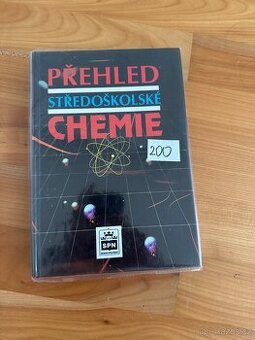 PŘEHLED
STŘEDOŠKOLSKÉ
CHEMIE
200
SPN